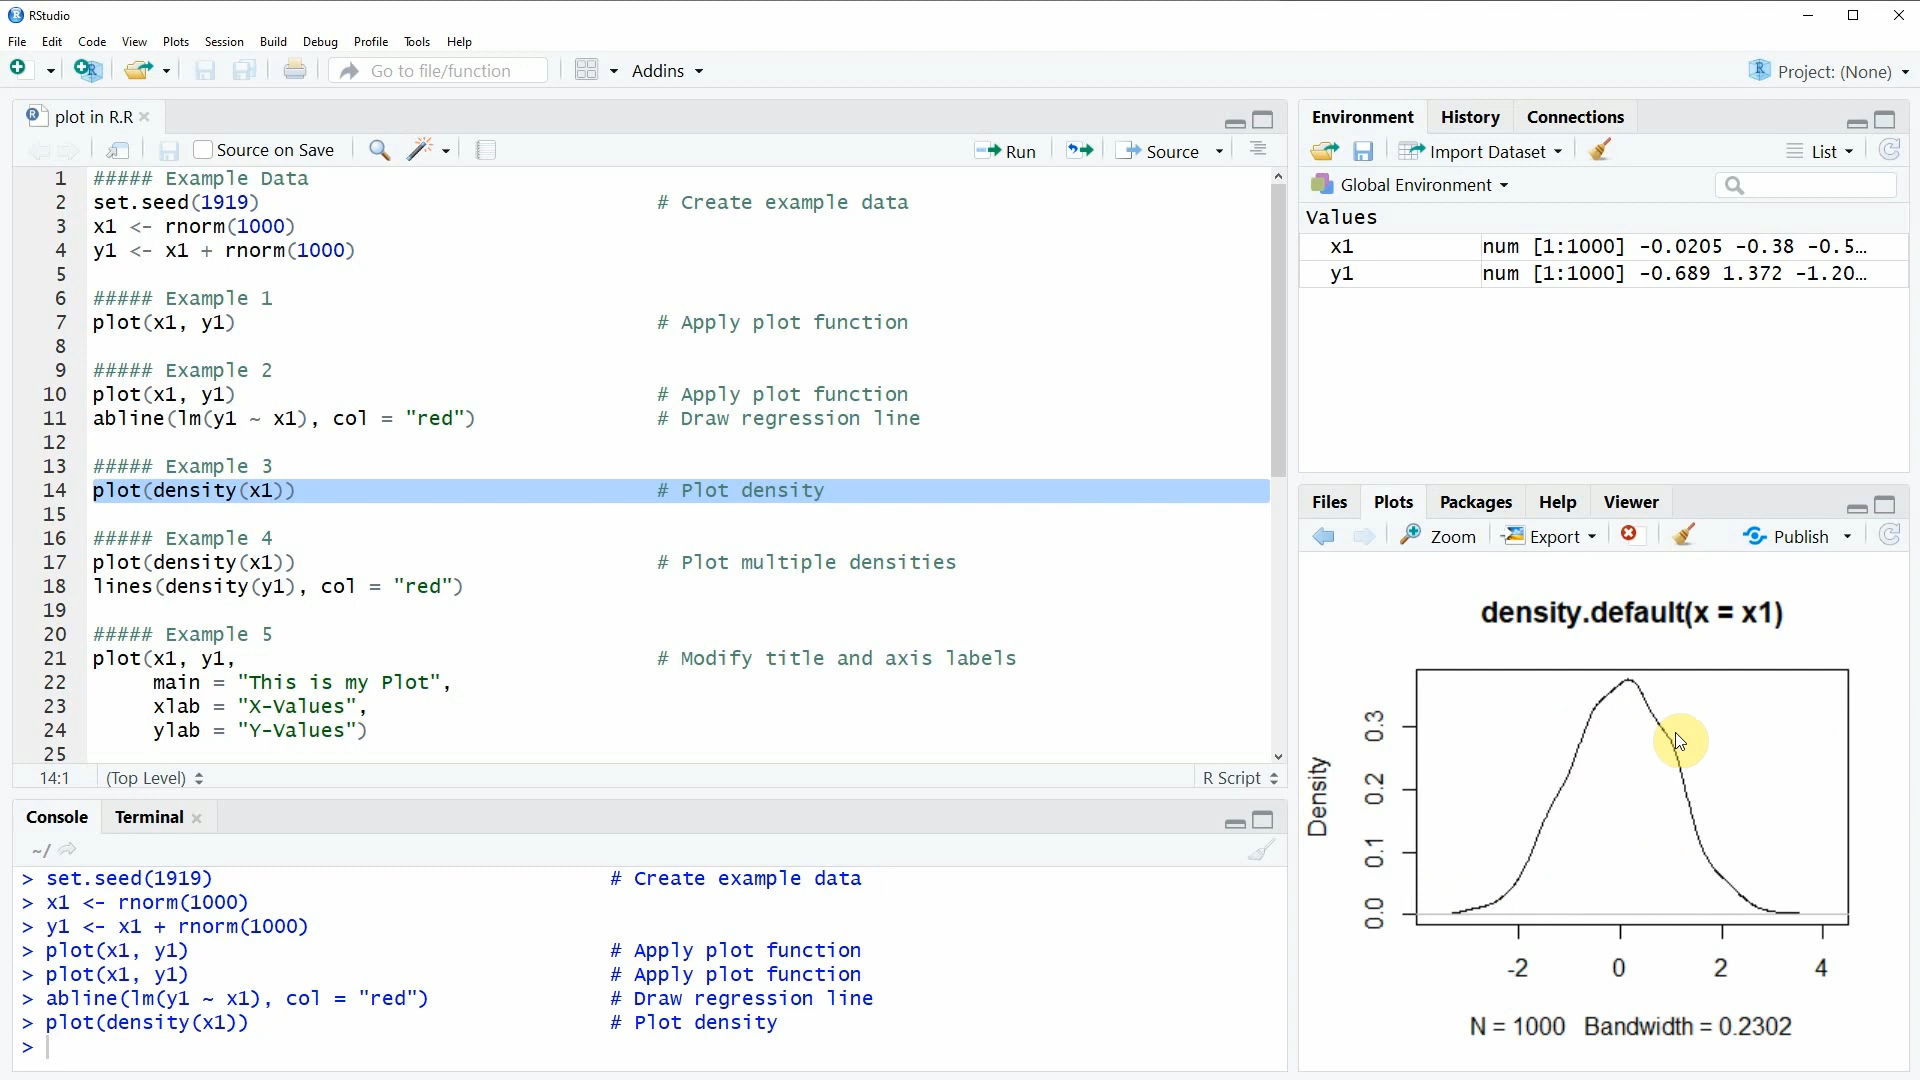 RStudio
File Edit Code View Plots Session Build Debug Profile Tools Help
Go to file/function Addins Project: (None)
plot in R.R
Source on Save Run Source
1 ##### Example Data
2 set.seed(1919) # Create example data
3 x1 <- rnorm(1000)
4 y1 <- x1 + rnorm(1000)
5
6 ##### Example 1
7 plot(x1, y1) # Apply plot function
8
9 ##### Example 2
10 plot(x1, y1) # Apply plot function
11 abline(lm(y1 ~ x1), col = "red") # Draw regression line
12
13 ##### Example 3
14 plot(density(x1)) # Plot density
15
16 ##### Example 4
17 plot(density(x1)) # Plot multiple densities
18 lines(density(y1), col = "red")
19
20 ##### Example 5
21 plot(x1, y1, # Modify title and axis labels
22 main = "This is my Plot",
23 xlab = "X-Values",
24 ylab = "Y-Values")
25
14:1 (Top Level) R Script
Console Terminal
~/
> set.seed(1919) # Create example data
> x1 <- rnorm(1000)
> y1 <- x1 + rnorm(1000)
> plot(x1, y1) # Apply plot function
> plot(x1, y1) # Apply plot function
> abline(lm(y1 ~ x1), col = "red") # Draw regression line
> plot(density(x1)) # Plot density
>
Environment History Connections
Import Dataset List
Global Environment
Values
x1 num [1:1000] -0.0205 -0.38 -0.5…
y1 num [1:1000] -0.689 1.372 -1.20…
Files Plots Packages Help Viewer
Zoom Export Publish
density.default(x = x1)
Density
0.3
0.2
0.1
0.0
-2 0 2 4
N = 1000 Bandwidth = 0.2302